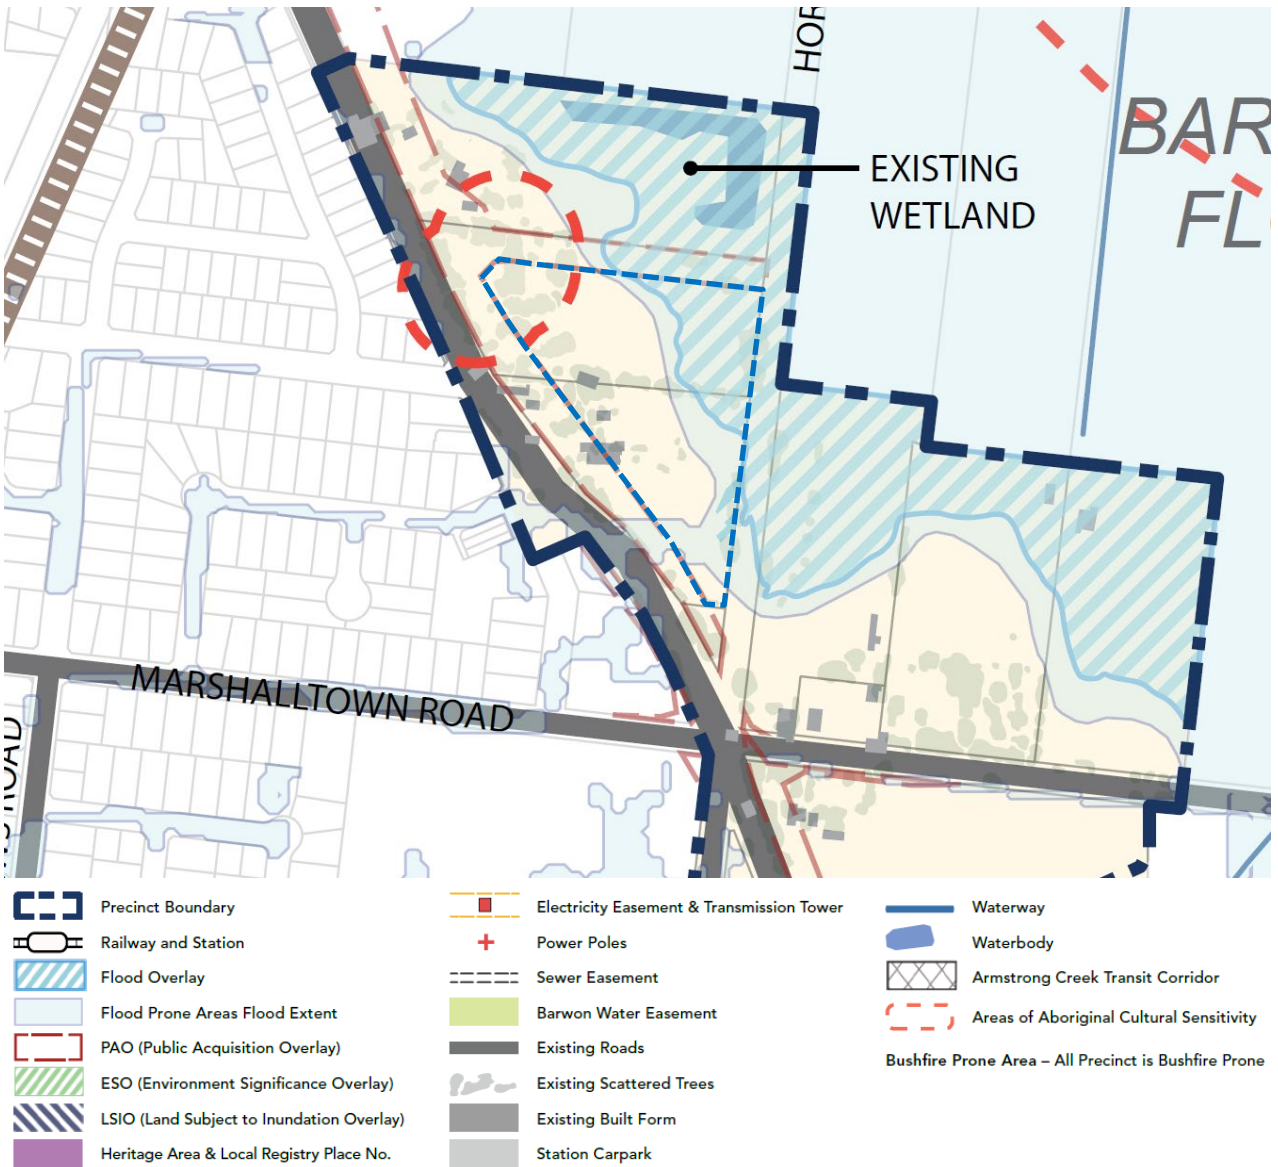 HOR
BAR
FL
EXISTING
WETLAND
MARSHALLTOWN ROAD
ROAD
Precinct Boundary
Railway and Station
Flood Overlay
Flood Prone Areas Flood Extent
PAO (Public Acquisition Overlay)
ESO (Environment Significance Overlay)
LSIO (Land Subject to Inundation Overlay)
Heritage Area & Local Registry Place No.
Electricity Easement & Transmission Tower
Power Poles
Sewer Easement
Barwon Water Easement
Existing Roads
Existing Scattered Trees
Existing Built Form
Station Carpark
Waterway
Waterbody
Armstrong Creek Transit Corridor
Areas of Aboriginal Cultural Sensitivity
Bushfire Prone Area – All Precinct is Bushfire Prone